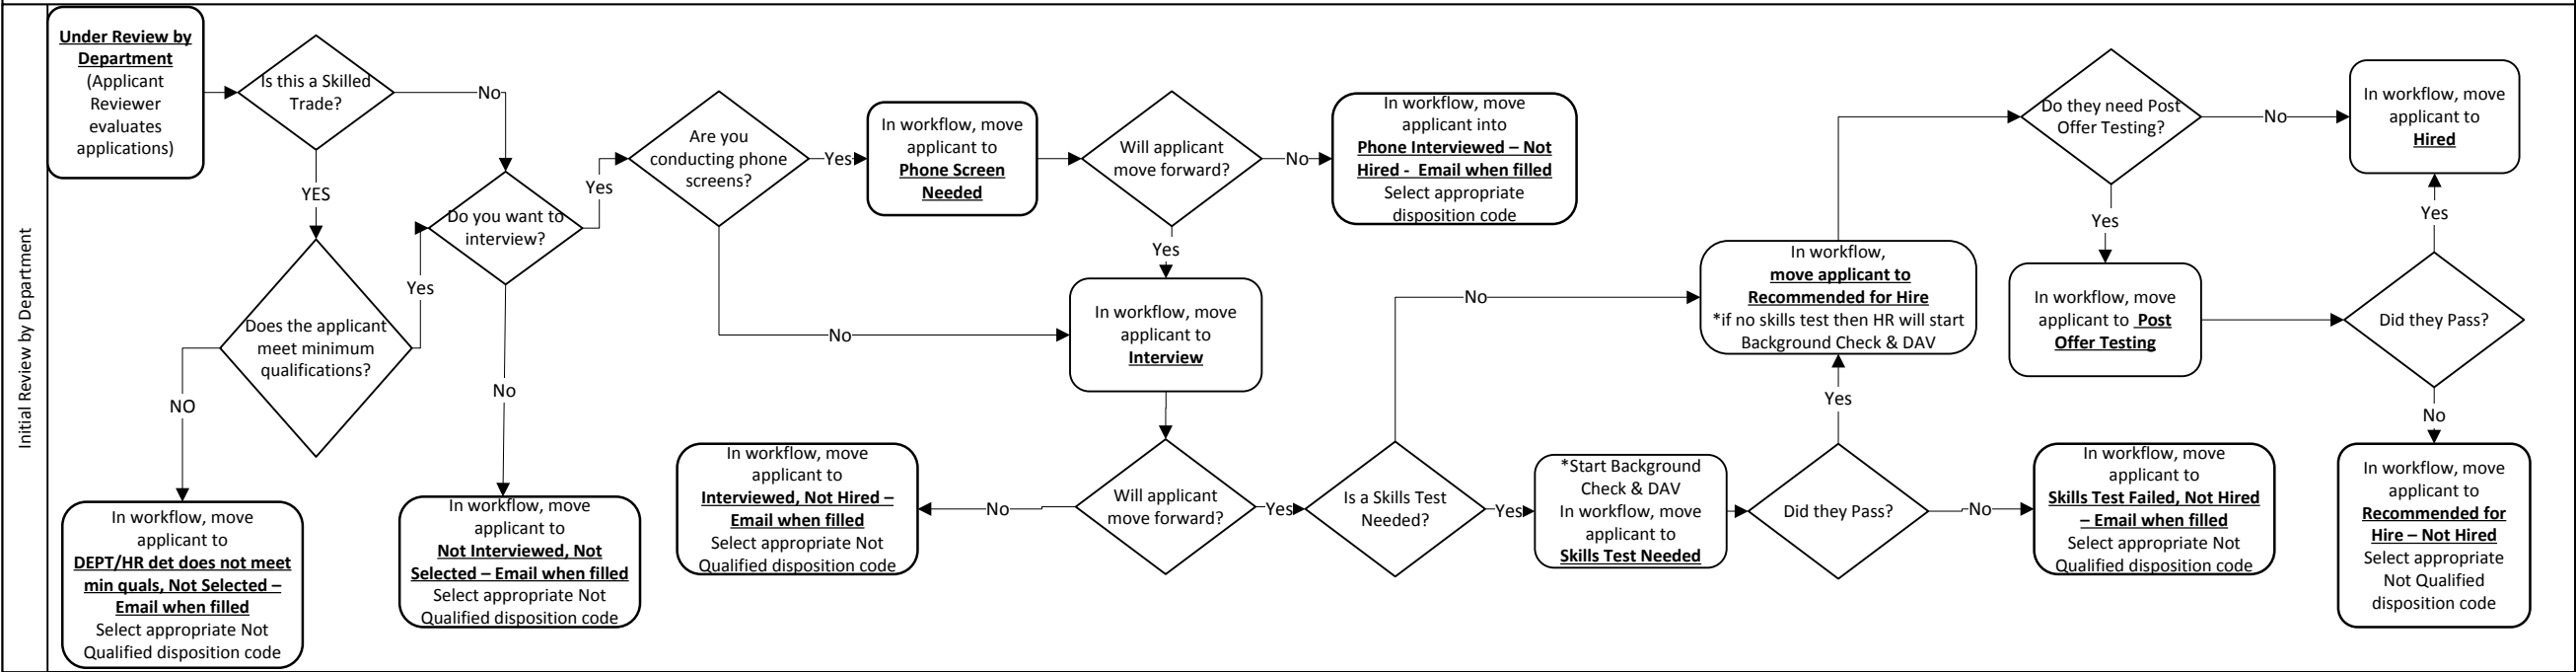 Initial Review by Department
Under Review by
Department
(Applicant
Reviewer
evaluates
applications)
Is this a Skilled
Trade?
No
YES
Does the applicant
meet minimum
qualifications?
Yes
NO
In workflow, move
applicant to
DEPT/HR det does not meet
min quals, Not Selected –
Email when filled
Select appropriate Not
Qualified disposition code
Do you want to
interview?
Yes
No
In workflow, move
applicant to
Not Interviewed, Not
Selected – Email when filled
Select appropriate Not
Qualified disposition code
Are you
conducting phone
screens?
Yes
No
In workflow, move
applicant to
Phone Screen
Needed
Will applicant
move forward?
No
In workflow, move
applicant into
Phone Interviewed – Not
Hired - Email when filled
Select appropriate
disposition code
Yes
In workflow, move
applicant to
Interview
Will applicant
move forward?
No
In workflow, move
applicant to
Interviewed, Not Hired –
Email when filled
Select appropriate Not
Qualified disposition code
Yes
Is a Skills Test
Needed?
No
Yes
*Start Background
Check & DAV
In workflow, move
applicant to
Skills Test Needed
Did they Pass?
No
In workflow, move
applicant to
Skills Test Failed, Not Hired
– Email when filled
Select appropriate Not
Qualified disposition code
Yes
In workflow,
move applicant to
Recommended for Hire
*if no skills test then HR will start
Background Check & DAV
Do they need Post
Offer Testing?
No
In workflow, move
applicant to
Hired
Yes
In workflow, move
applicant to Post
Offer Testing
Did they Pass?
Yes
No
In workflow, move
applicant to
Recommended for
Hire – Not Hired
Select appropriate
Not Qualified
disposition code